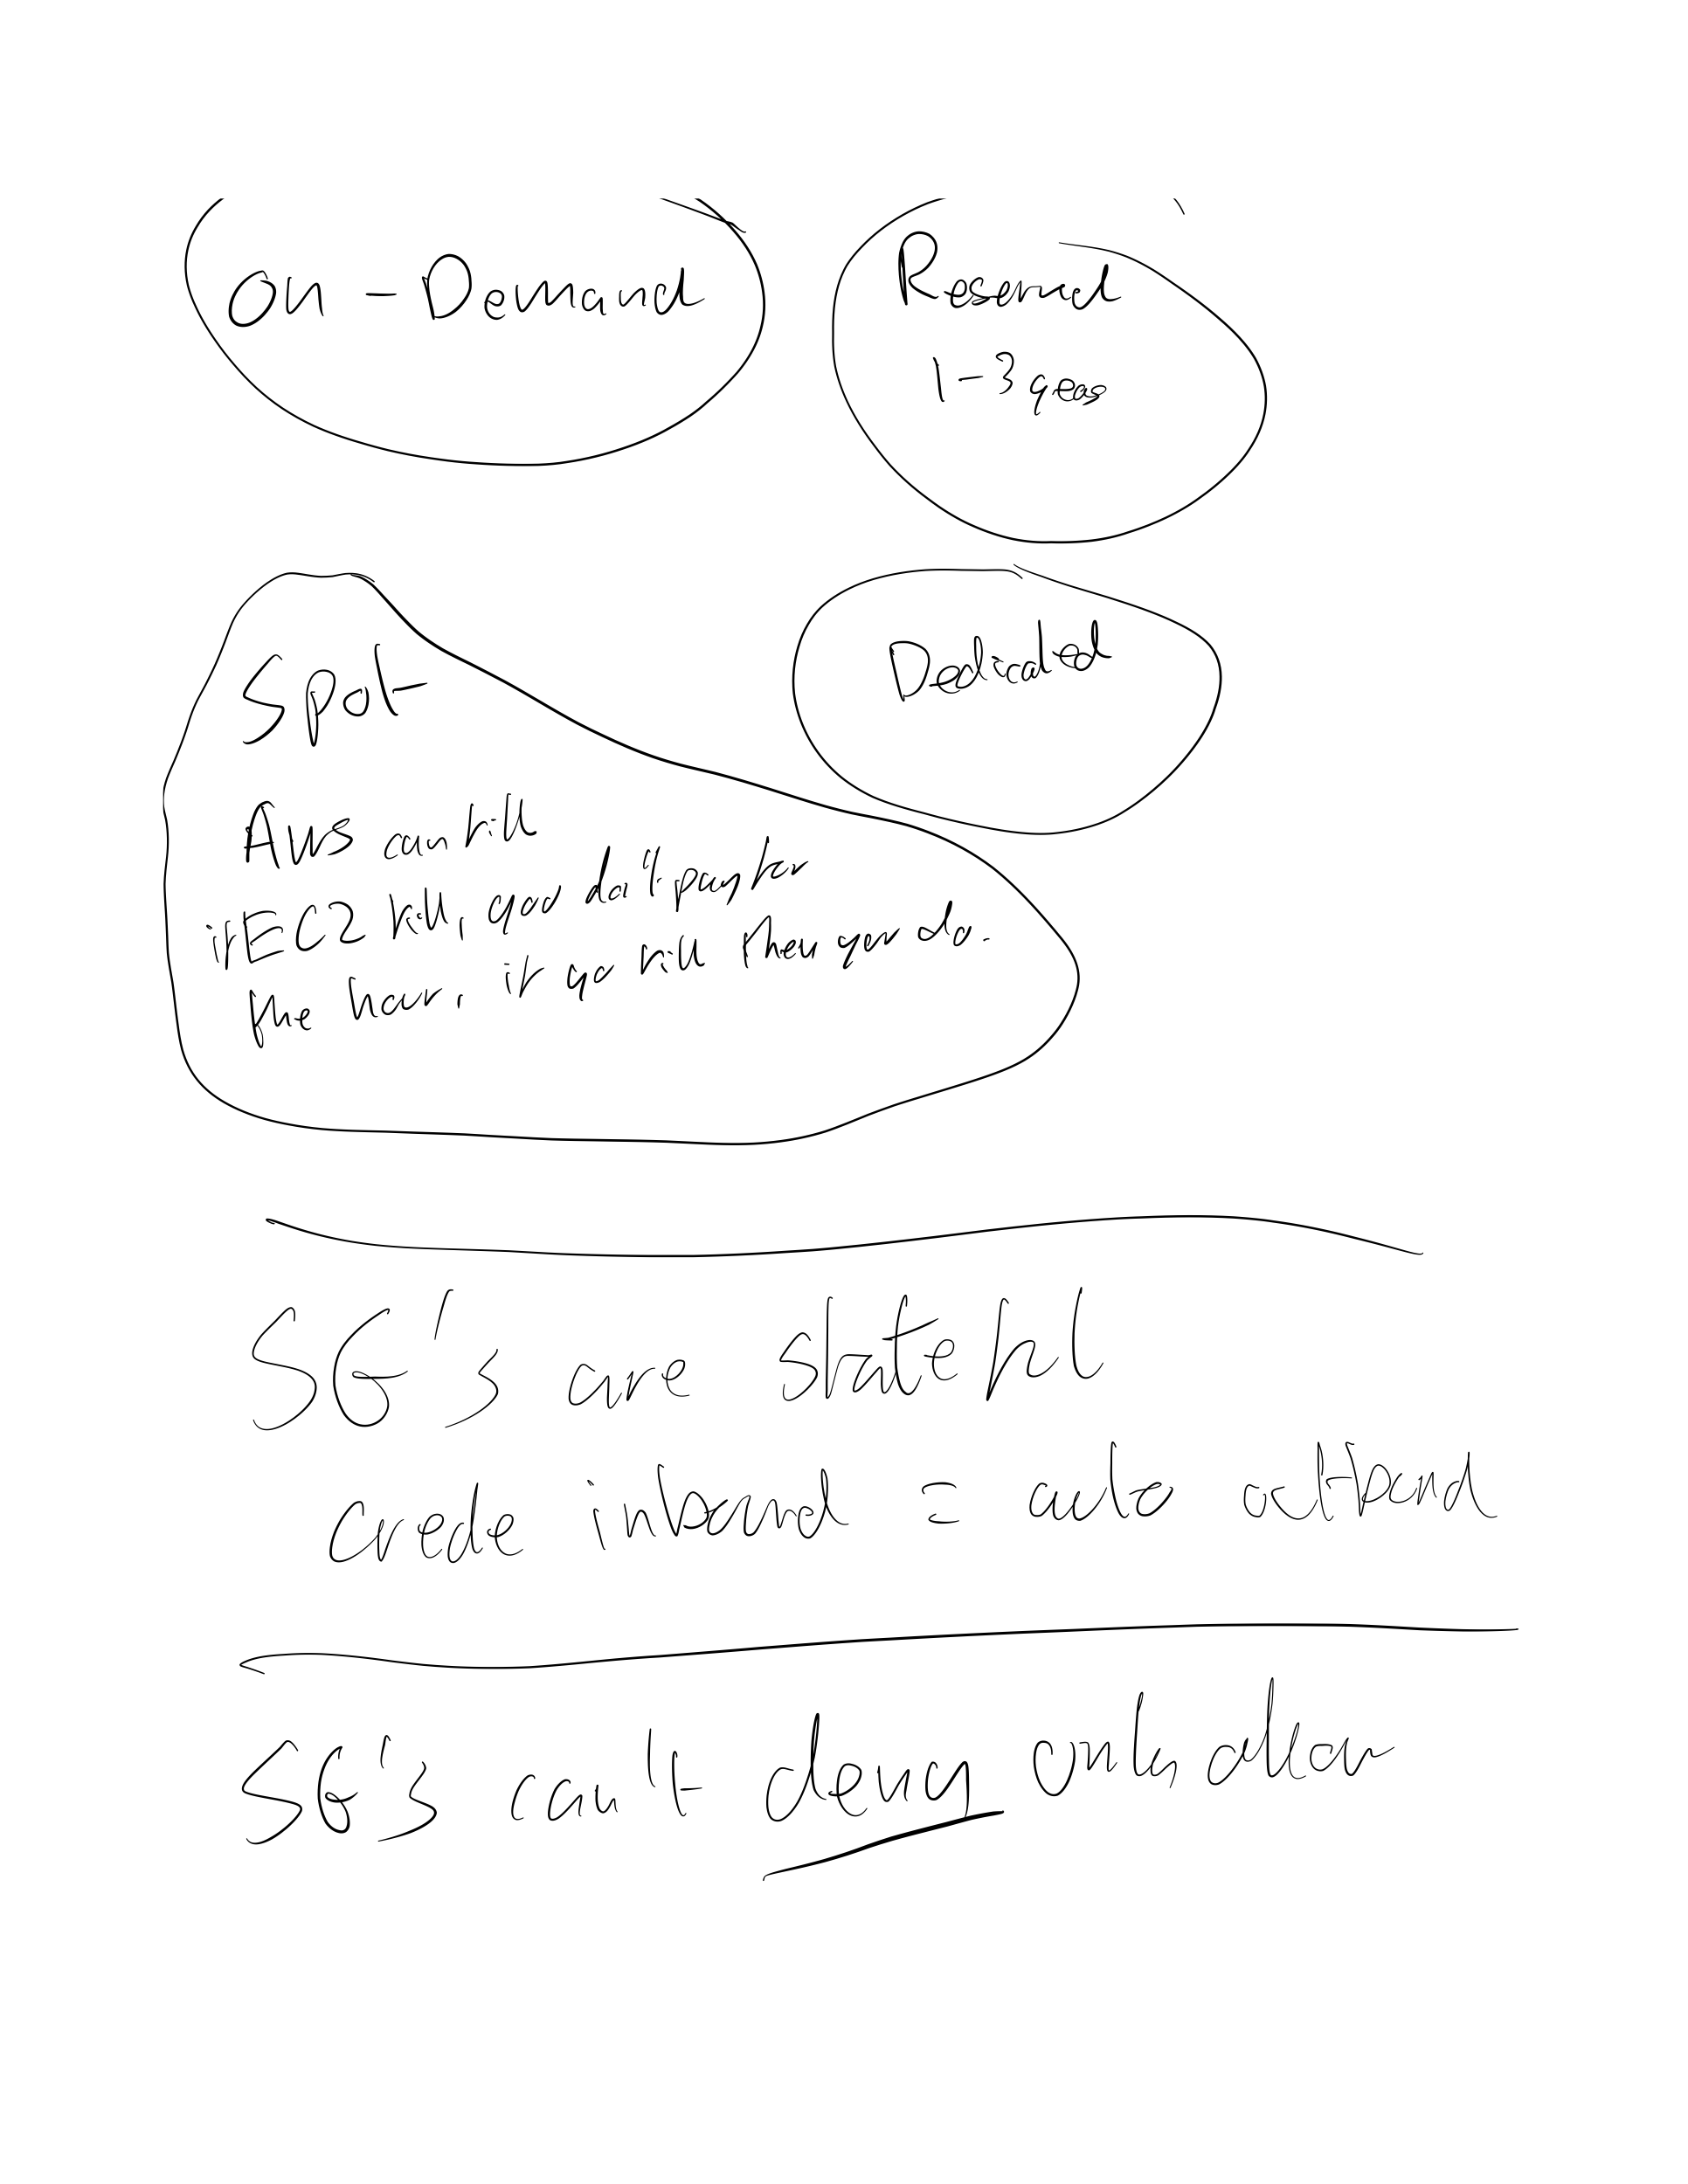 On - Demand
Reserved
1-3 years
Spot
Dedicated
AWS can kill
if EC2 kill, you don't pay for
the hour, if you kill then you do.
SG's are stateful
create inbound = auto outbound
SG's can't deny only allow